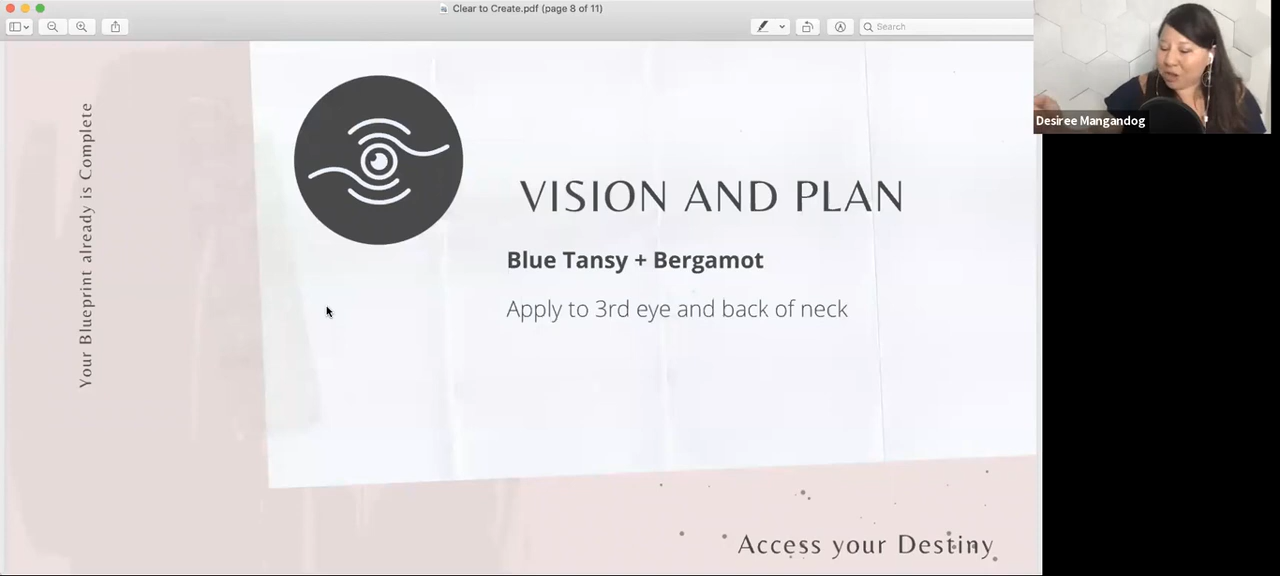 Clear to Create.pdf (page 8 of 11)
Search
Desiree Mangandog
Your Blueprint already is Complete
VISION AND PLAN
Blue Tansy + Bergamot
Apply to 3rd eye and back of neck
Access your Destiny